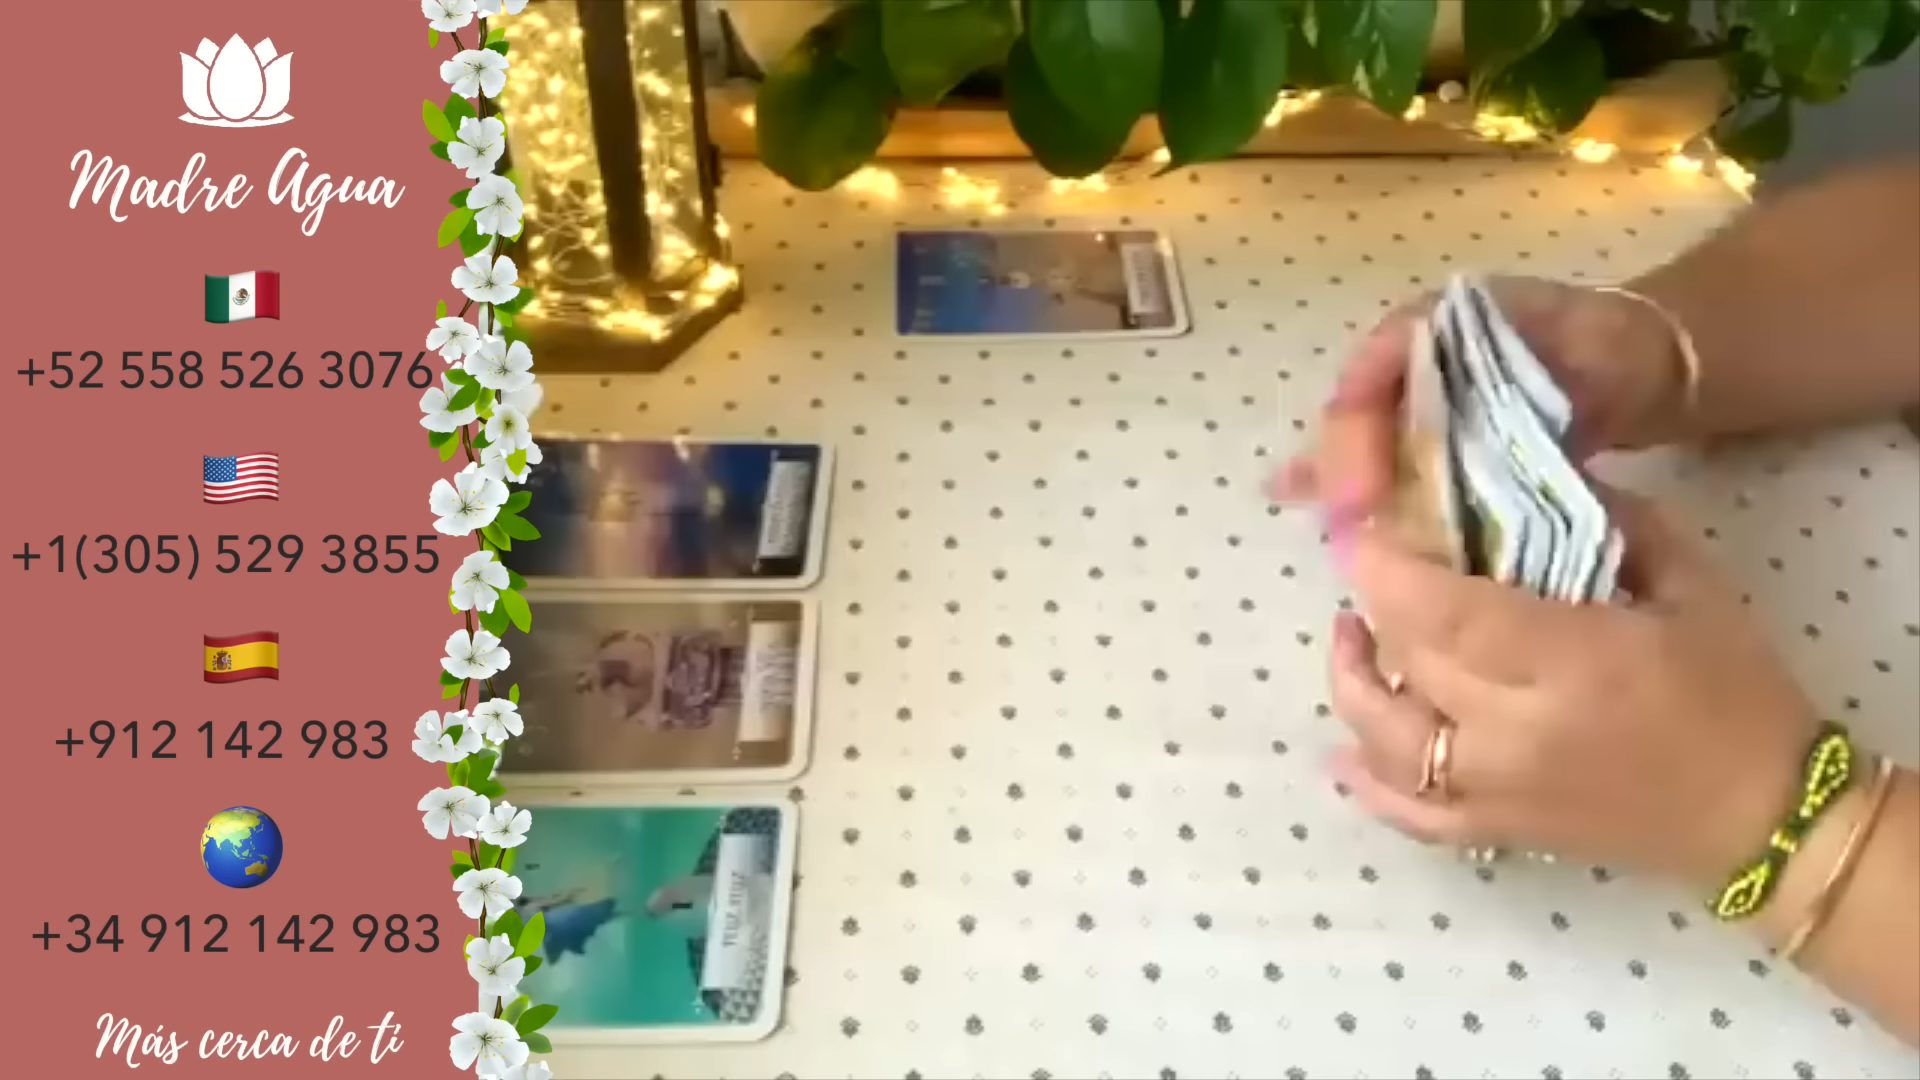 Madre Agua
+52 558 526 3076
+1(305) 529 3855
+912 142 983
+34 912 142 983
Más cerca de ti